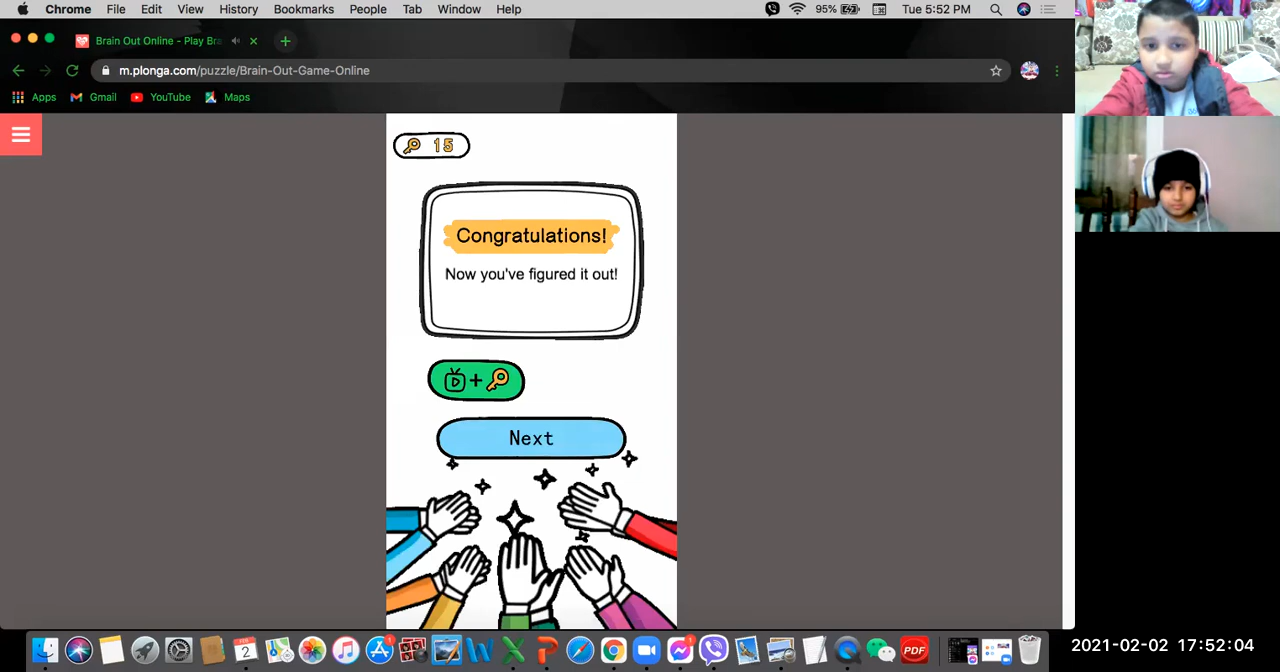 Chrome File Edit View History Bookmarks People Tab Window Help 95% Tue 5:52 PM
Brain Out Online - Play Bra
m.plonga.com/puzzle/Brain-Out-Game-Online
Apps Gmail YouTube Maps
15
Congratulations!
Now you've figured it out!
+
Next
2021-02-02 17:52:04